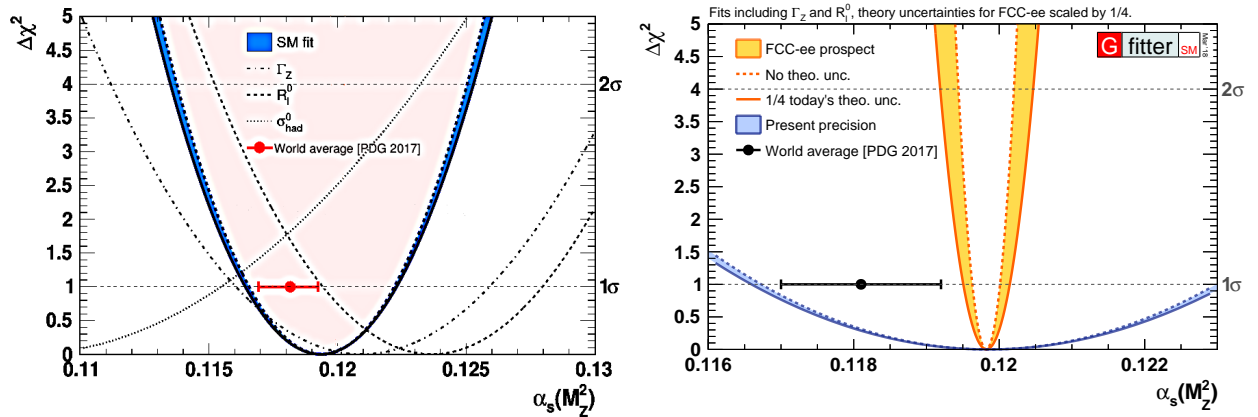 Δχ²
5
4.5
4
3.5
3
2.5
2
1.5
1
0.5
0
SM fit
Γ_Z
R_l^0
σ_had^0
World average [PDG 2017]
2σ
1σ
0.11
0.115
0.12
0.125
0.13
α_s(M_Z²)
Fits including Γ_Z and R_l^0, theory uncertainties for FCC-ee scaled by 1/4.
Δχ²
5
4.5
4
3.5
3
2.5
2
1.5
1
0.5
0
FCC-ee prospect
No theo. unc.
1/4 today's theo. unc.
Present precision
World average [PDG 2017]
G fitter SM
Mar '18
2σ
1σ
0.116
0.118
0.120
0.122
α_s(M_Z²)